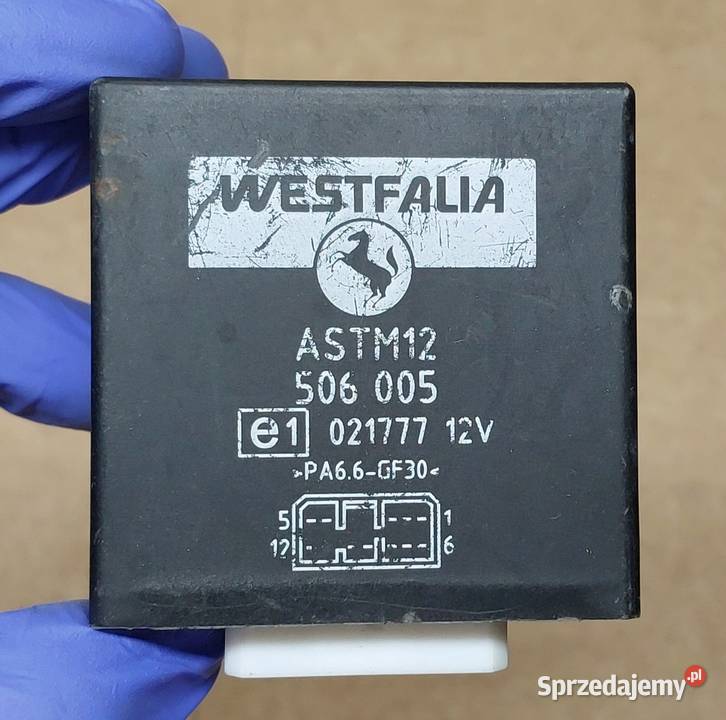 WESTFALIA
ASTM12
506 005
e1 021777 12V
>PA6.6-GF30<
5 1
12 6
Sprzedajemy.pl